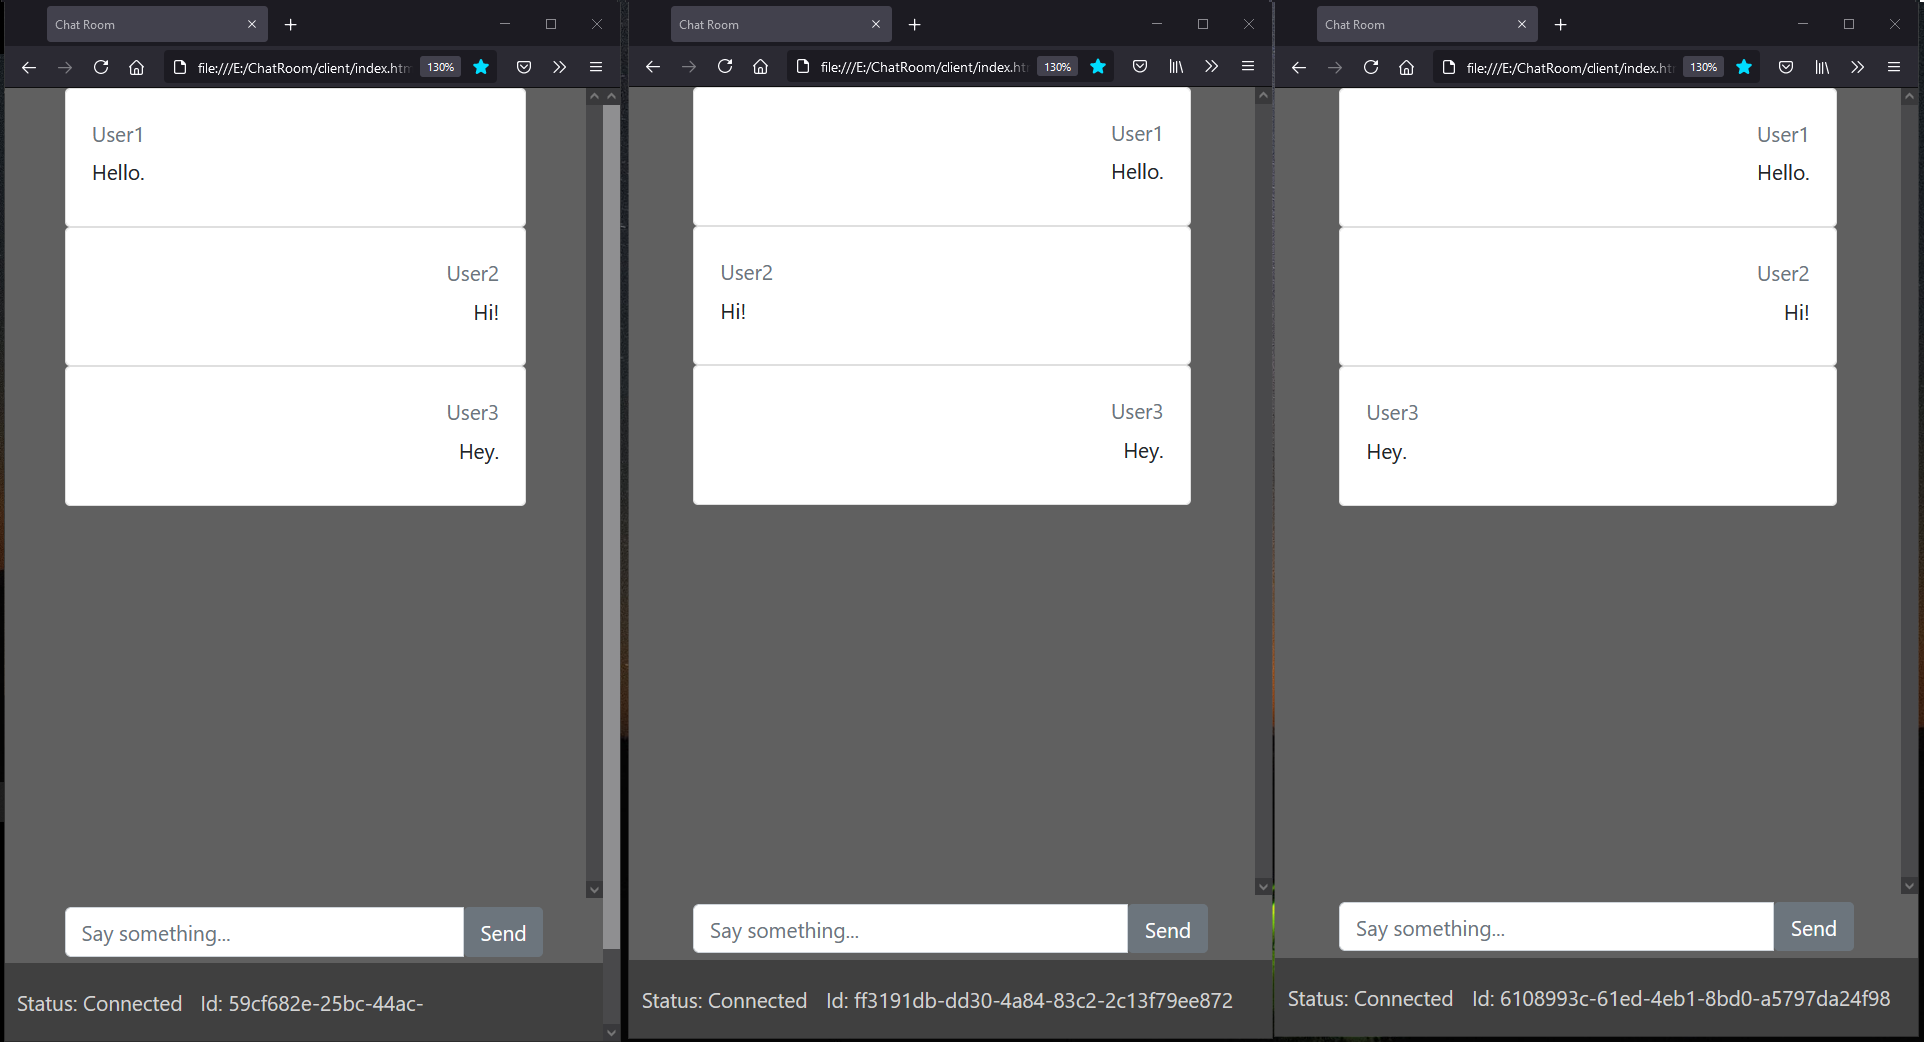 Chat Room
file:///E:/ChatRoom/client/index.htm
130%
User1
Hello.
User2
Hi!
User3
Hey.
Say something...
Send
Status: Connected Id: 59cf682e-25bc-44ac-
Chat Room
file:///E:/ChatRoom/client/index.htm
130%
User1
Hello.
User2
Hi!
User3
Hey.
Say something...
Send
Status: Connected Id: ff3191db-dd30-4a84-83c2-2c13f79ee872
Chat Room
file:///E:/ChatRoom/client/index.htm
130%
User1
Hello.
User2
Hi!
User3
Hey.
Say something...
Send
Status: Connected Id: 6108993c-61ed-4eb1-8bd0-a5797da24f98